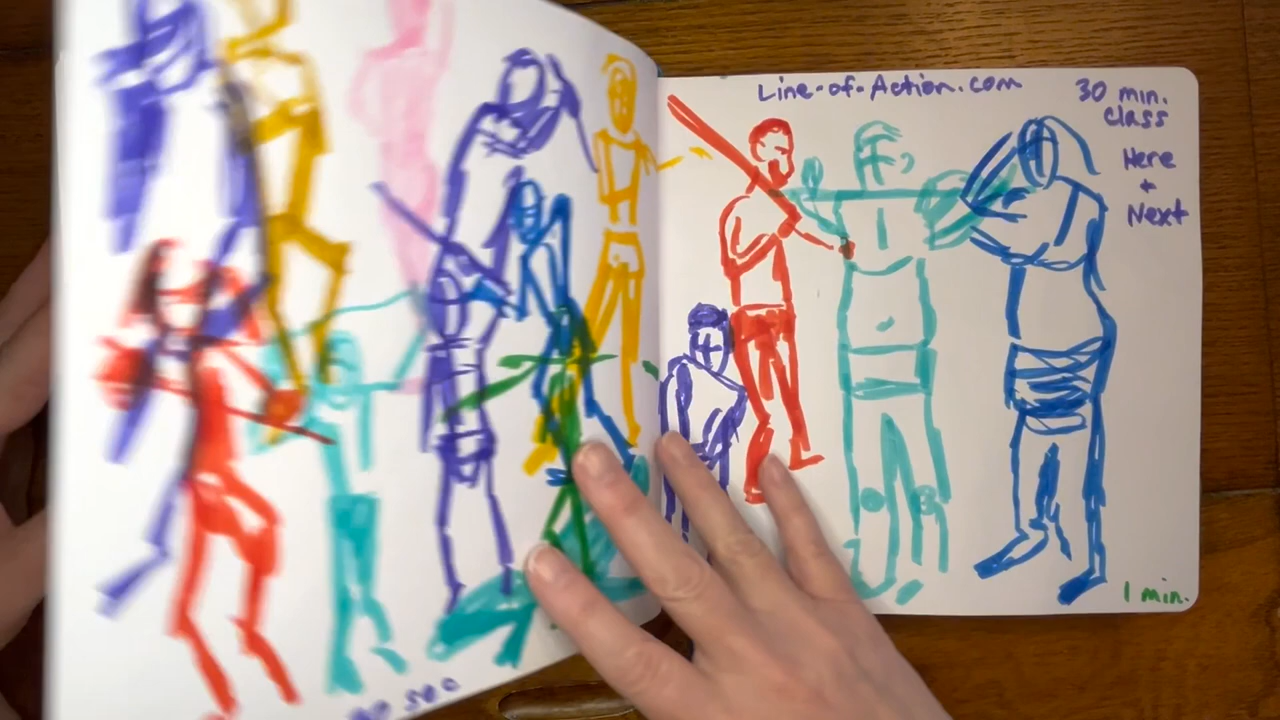 Line-of-Action.com
30 min.
class
Here
+
Next
1 min.